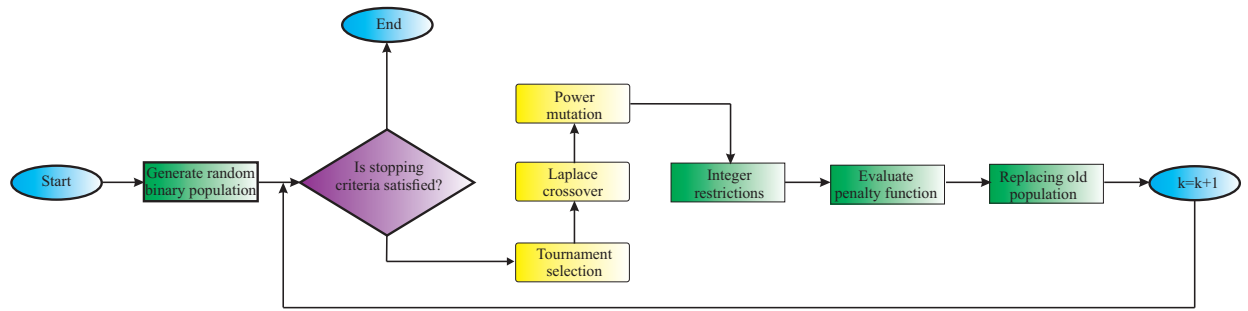 End
Start
Generate random
binary population
Is stopping
criteria satisfied?
Power
mutation
Laplace
crossover
Tournament
selection
Integer
restrictions
Evaluate
penalty function
Replacing old
population
k=k+1